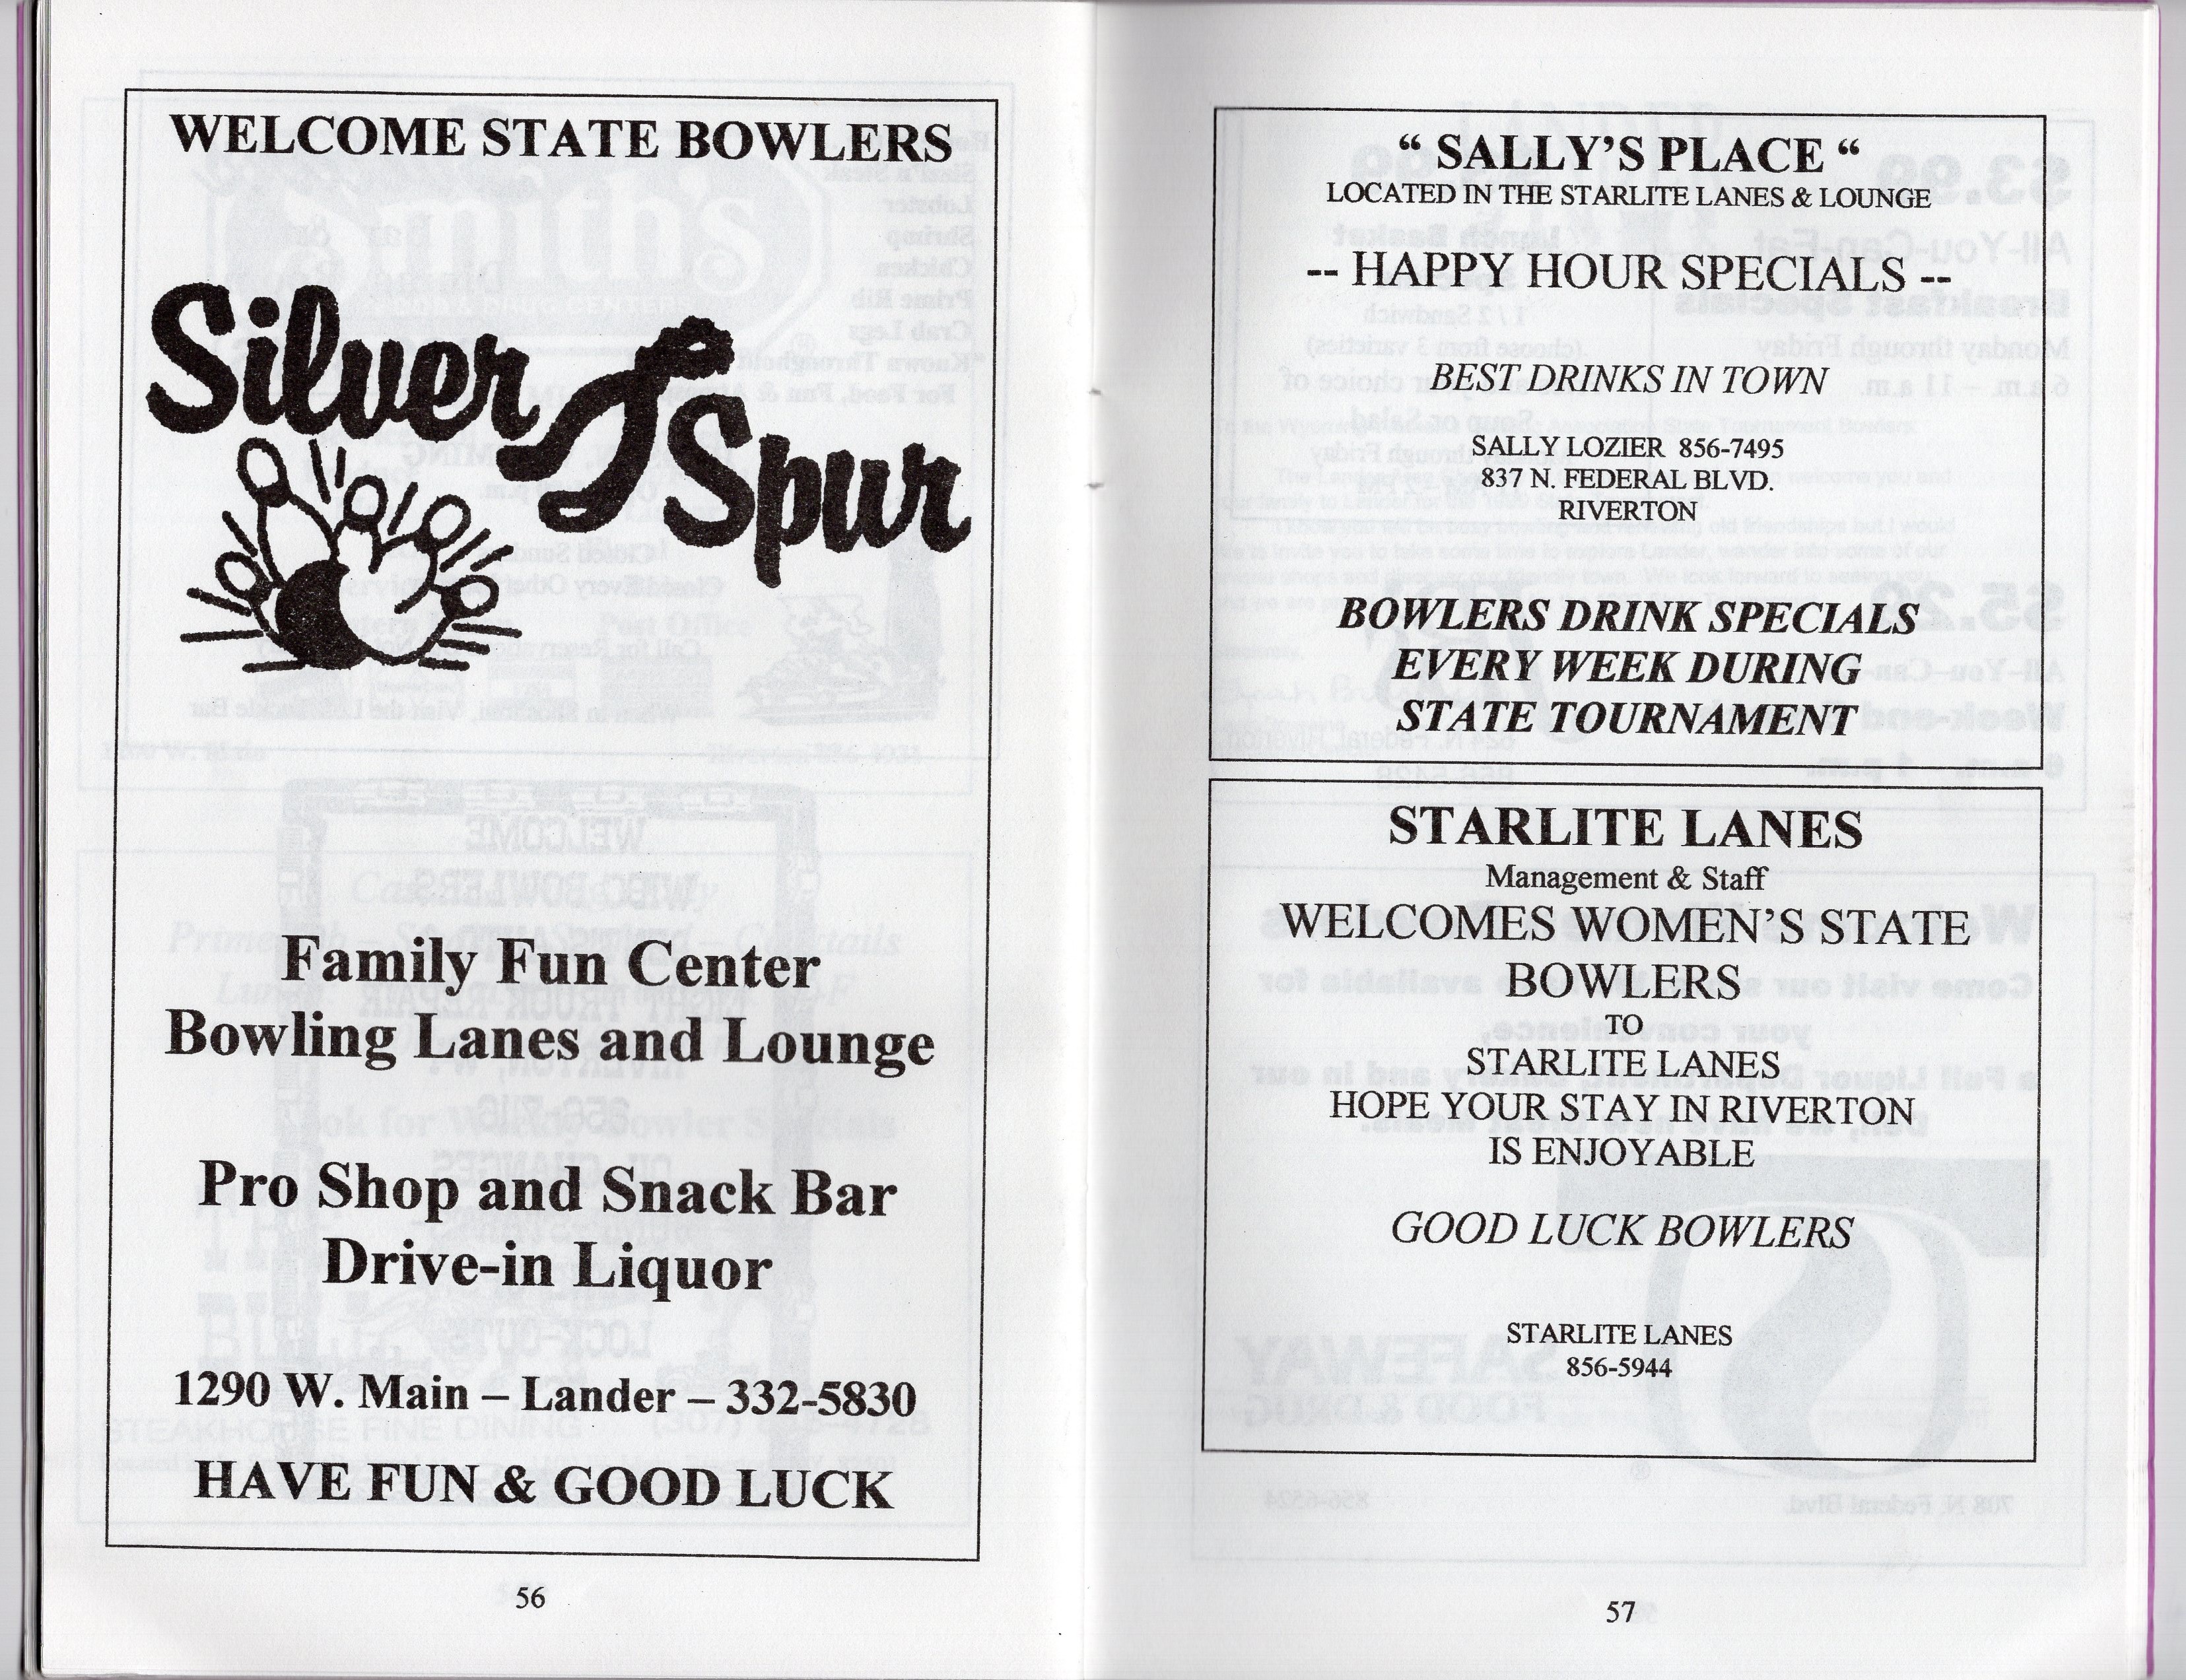 WELCOME STATE BOWLERS
Silver Spur
Family Fun Center
Bowling Lanes and Lounge
Pro Shop and Snack Bar
Drive-in Liquor
1290 W. Main – Lander – 332-5830
HAVE FUN & GOOD LUCK
56
“ SALLY’S PLACE “
LOCATED IN THE STARLITE LANES & LOUNGE
-- HAPPY HOUR SPECIALS --
BEST DRINKS IN TOWN
SALLY LOZIER 856-7495
837 N. FEDERAL BLVD.
RIVERTON
BOWLERS DRINK SPECIALS
EVERY WEEK DURING
STATE TOURNAMENT
STARLITE LANES
Management & Staff
WELCOMES WOMEN’S STATE
BOWLERS
TO
STARLITE LANES
HOPE YOUR STAY IN RIVERTON
IS ENJOYABLE
GOOD LUCK BOWLERS
STARLITE LANES
856-5944
57